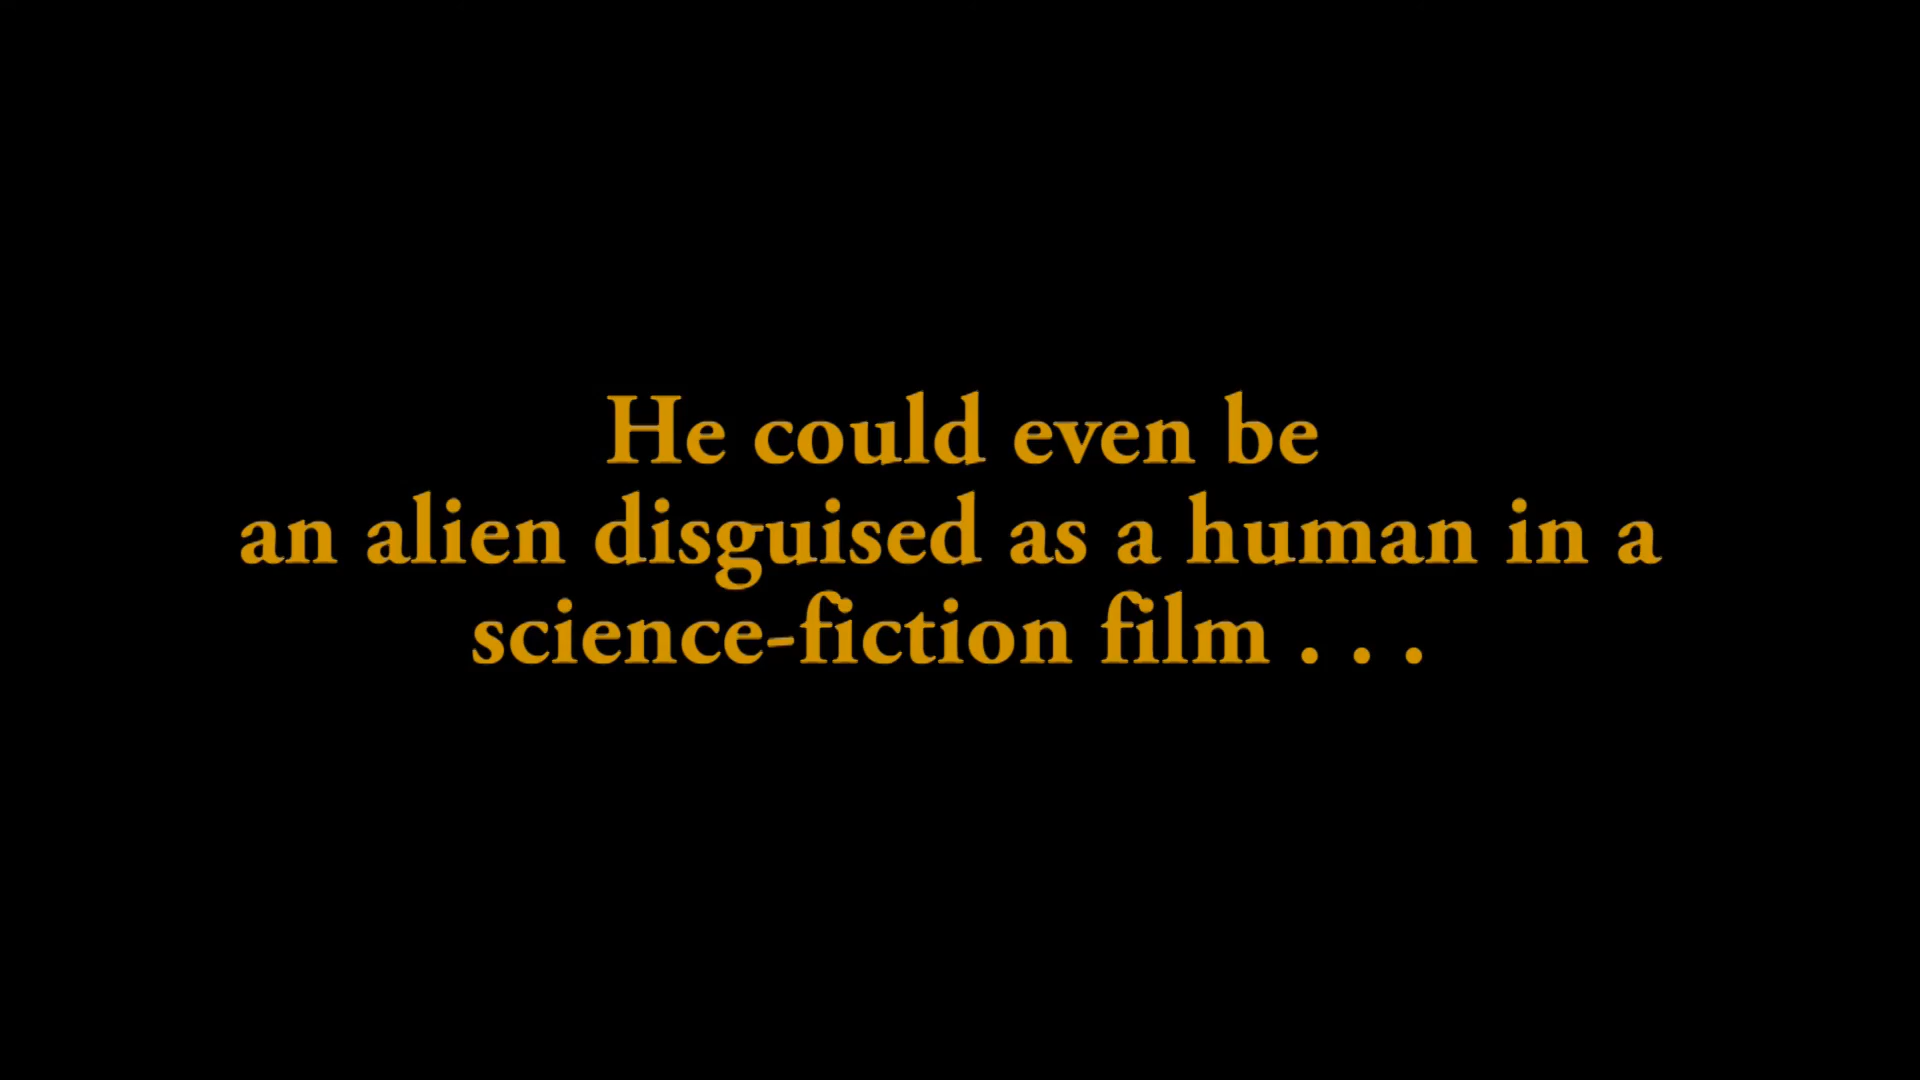 He could even be
an alien disguised as a human in a
science-fiction film . . .